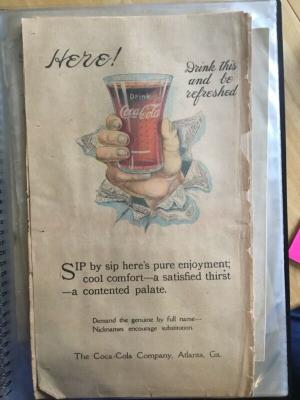 Here!
Drink this
and be
refreshed
Drink
Coca-Cola
SIP by sip here's pure enjoyment;
cool comfort—a satisfied thirst
—a contented palate.
Demand the genuine by full name—
Nicknames encourage substitution.
The Coca-Cola Company, Atlanta, Ga.